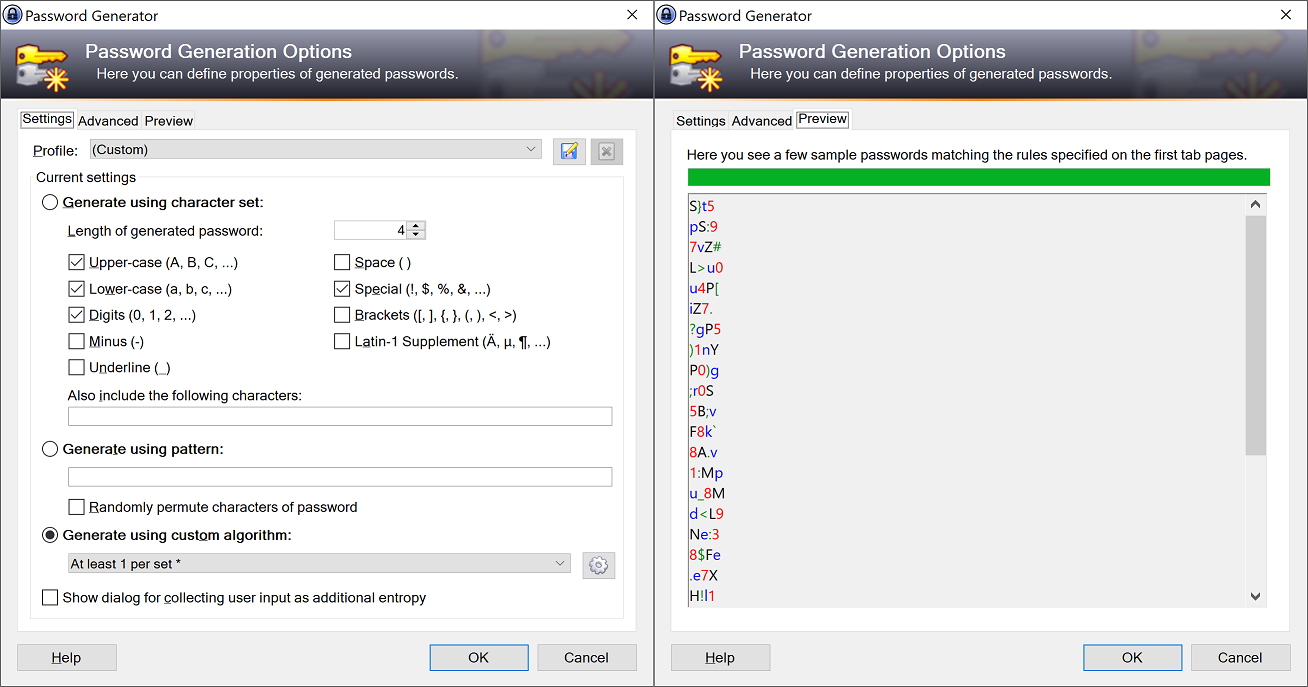 Password Generator
Password Generation Options
Here you can define properties of generated passwords.
Settings Advanced Preview
Profile: (Custom)
Current settings
Generate using character set:
Length of generated password: 4
Upper-case (A, B, C, ...) Space ( )
Lower-case (a, b, c, ...) Special (!, $, %, &, ...)
Digits (0, 1, 2, ...) Brackets ([, ], {, }, (, ), <, >)
Minus (-) Latin-1 Supplement (Ä, µ, ¶, ...)
Underline (_)
Also include the following characters:
Generate using pattern:
Randomly permute characters of password
Generate using custom algorithm:
At least 1 per set *
Show dialog for collecting user input as additional entropy
Help OK Cancel
Password Generator
Password Generation Options
Here you can define properties of generated passwords.
Settings Advanced Preview
Here you see a few sample passwords matching the rules specified on the first tab pages.
S}t5
pS:9
7vZ#
L>u0
u4P[
iZ7.
?gP5
)1nY
P0)g
;r0S
5B;v
F8k`
8A.v
1:Mp
u_8M
d<L9
Ne:3
8$Fe
.e7X
H!l1
Help OK Cancel